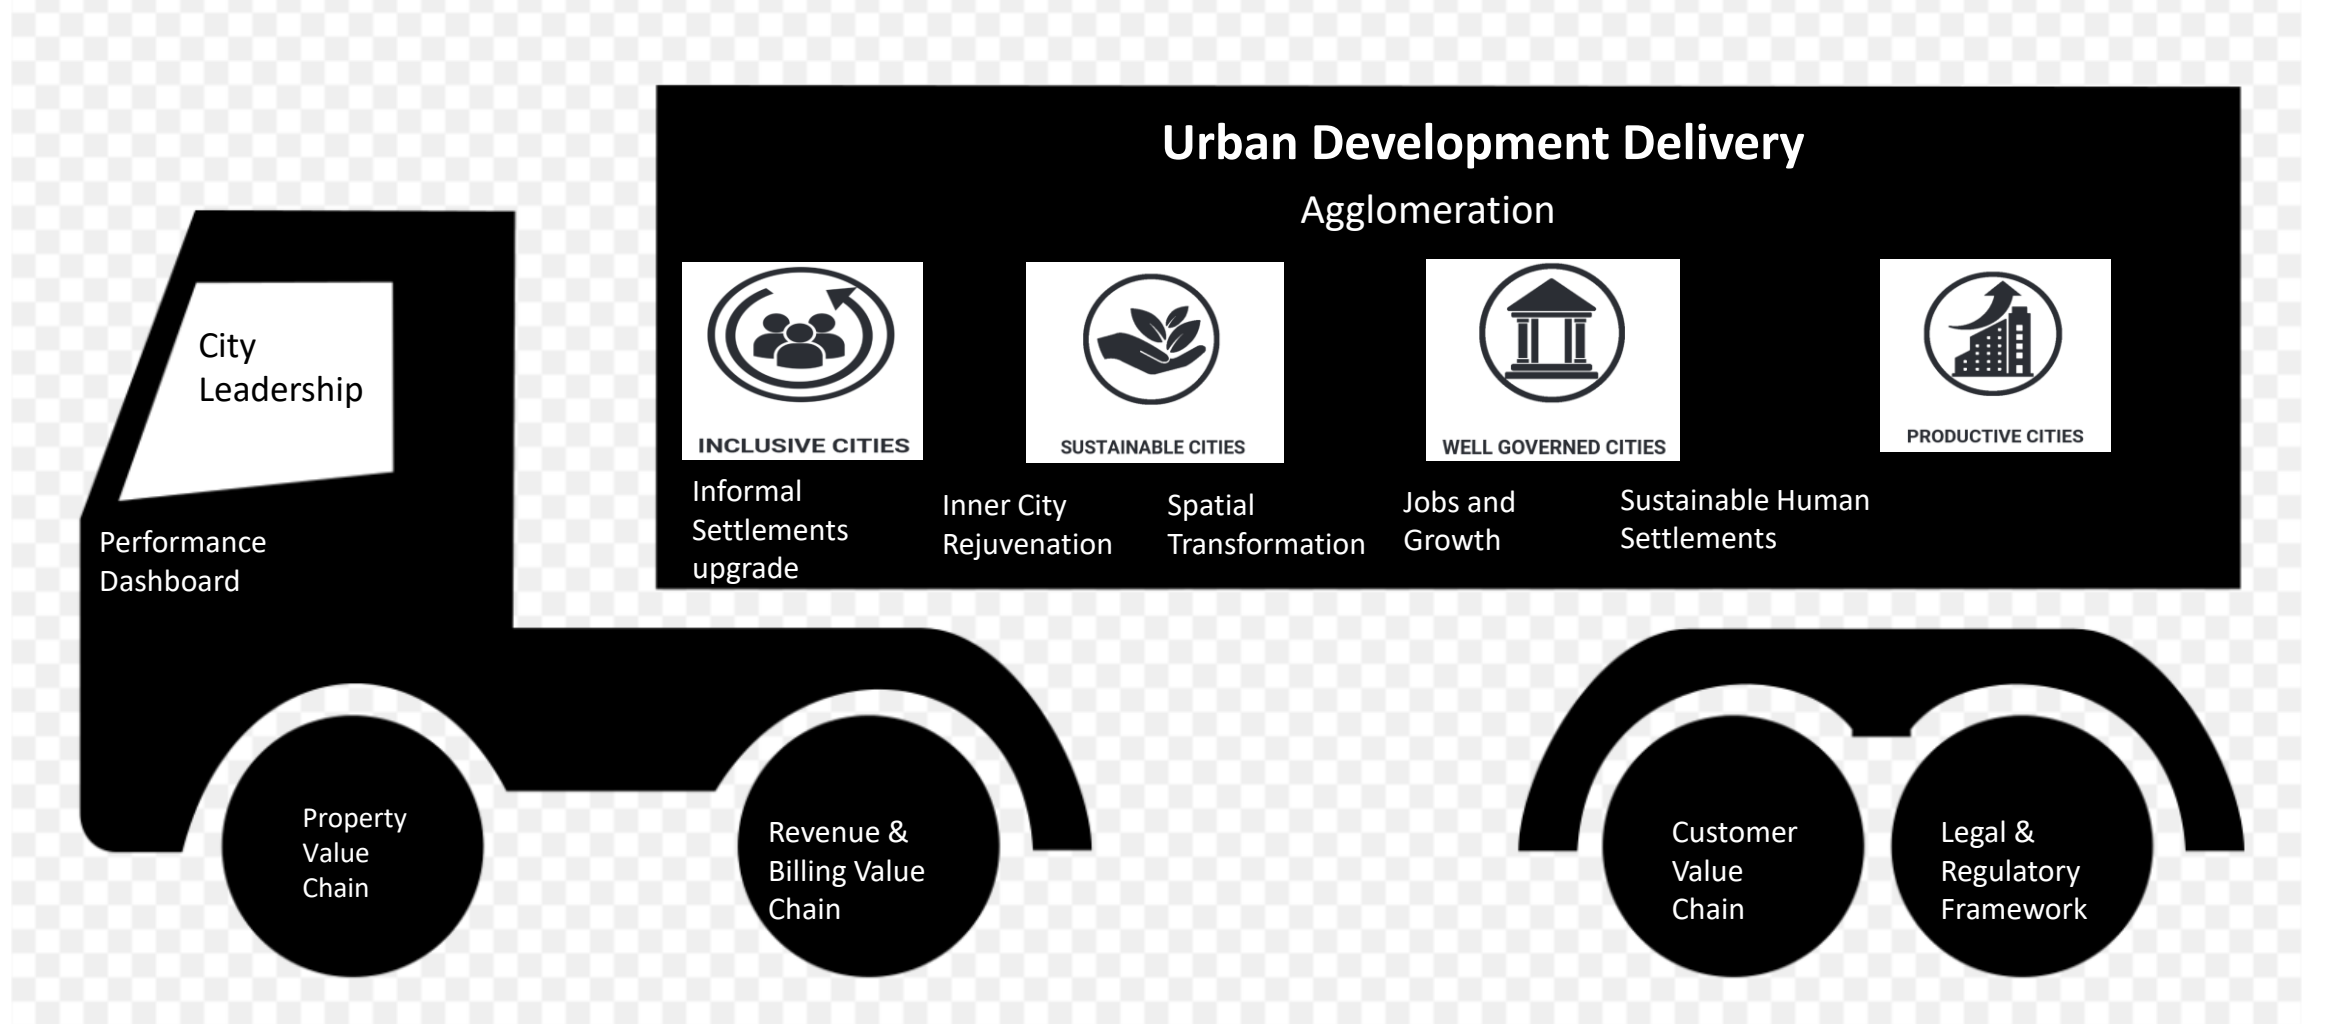 Urban Development Delivery
Agglomeration
INCLUSIVE CITIES
SUSTAINABLE CITIES
WELL GOVERNED CITIES
PRODUCTIVE CITIES
Informal
Settlements
upgrade
Inner City
Rejuvenation
Spatial
Transformation
Jobs and
Growth
Sustainable Human
Settlements
City
Leadership
Performance
Dashboard
Property
Value
Chain
Revenue &
Billing Value
Chain
Customer
Value
Chain
Legal &
Regulatory
Framework